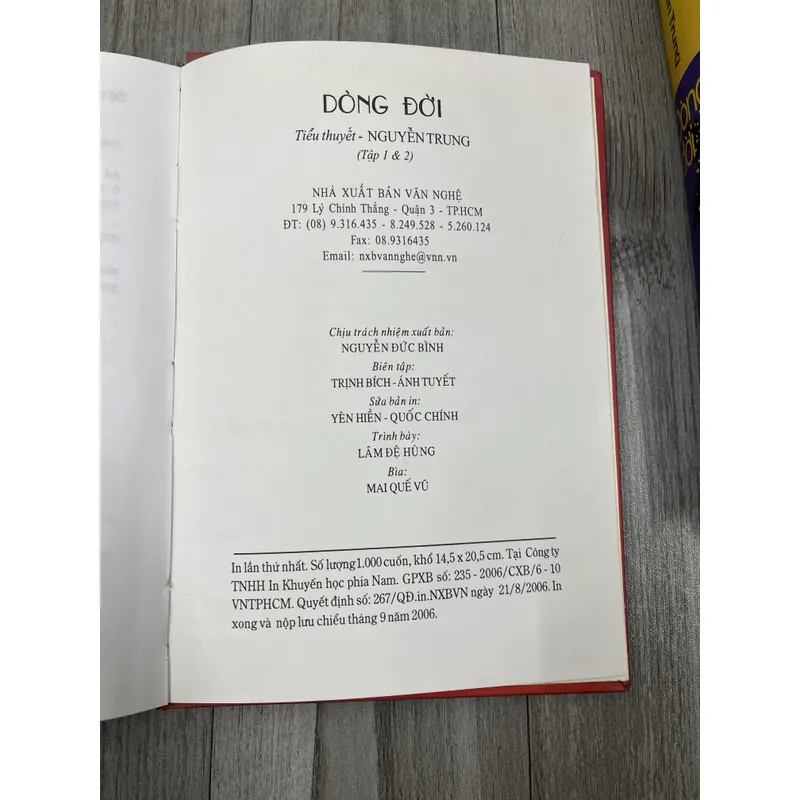 DÒNG ĐỜI
Tiểu thuyết - NGUYỄN TRUNG
(Tập 1 & 2)
NHÀ XUẤT BẢN VĂN NGHỆ
179 Lý Chính Thắng - Quận 3 - TP.HCM
ĐT: (08) 9.316.435 - 8.249.528 - 5.260.124
Fax: 08.9316435
Email: nxbvannghe@vnn.vn
Chịu trách nhiệm xuất bản:
NGUYỄN ĐỨC BÌNH
Biên tập:
TRỊNH BÍCH - ÁNH TUYẾT
Sửa bản in:
YÊN HIỀN - QUỐC CHÍNH
Trình bày:
LÂM ĐỆ HÙNG
Bìa:
MAI QUẾ VŨ
In lần thứ nhất. Số lượng 1.000 cuốn, khổ 14,5 x 20,5 cm. Tại Công ty
TNHH In Khuyến học phía Nam. GPXB số: 235 - 2006/CXB/6 - 10
VNTPHCM. Quyết định số: 267/QĐ.in.NXBVN ngày 21/8/2006. In
xong và nộp lưu chiểu tháng 9 năm 2006.
Trung